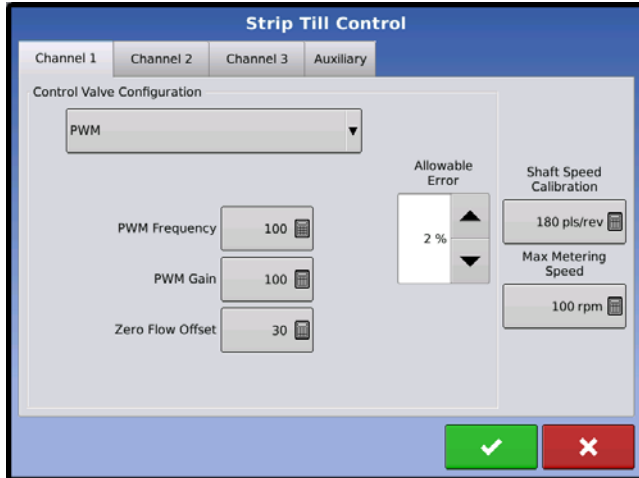 Strip Till Control
Channel 1
Channel 2
Channel 3
Auxiliary
Control Valve Configuration
PWM
Allowable
Error
2 %
PWM Frequency
100
PWM Gain
100
Zero Flow Offset
30
Shaft Speed
Calibration
180 pls/rev
Max Metering
Speed
100 rpm